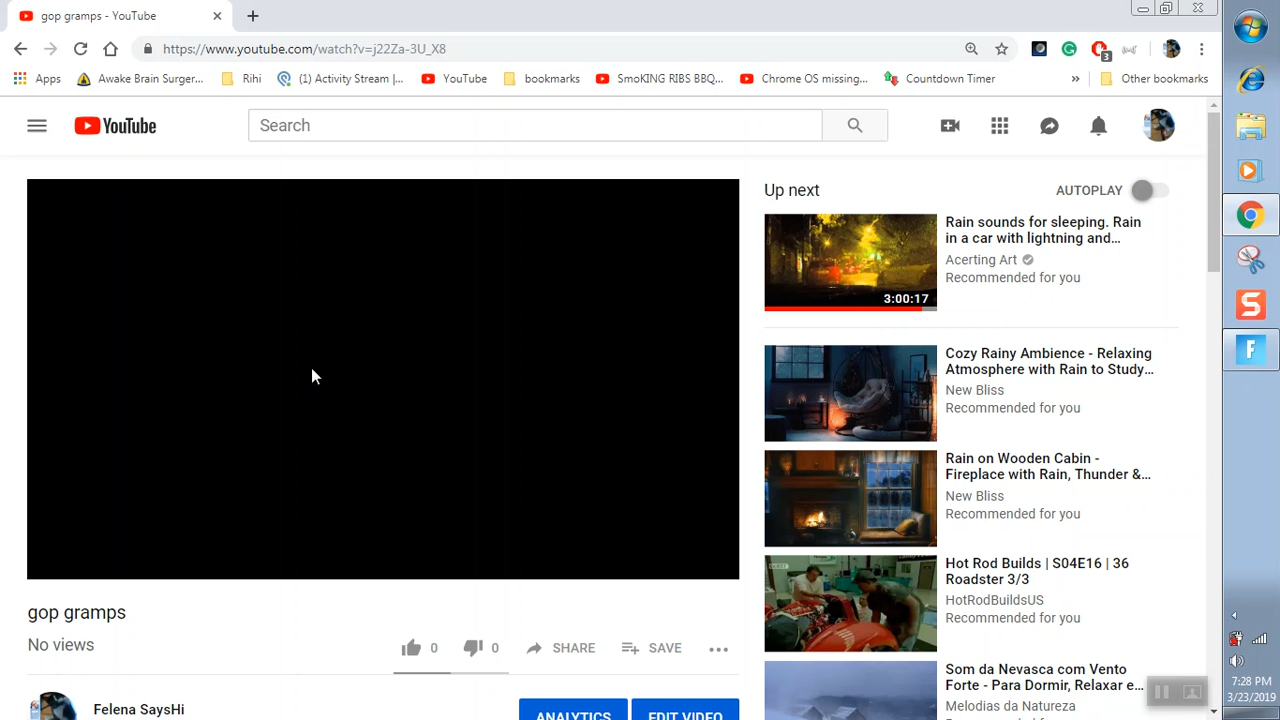 gop gramps - YouTube
https://www.youtube.com/watch?v=j22Za-3U_X8
3
Apps
Awake Brain Surger...
Rihi
(1) Activity Stream |...
YouTube
bookmarks
SmoKING RIBS BBQ...
Chrome OS missing...
Countdown Timer
»
Other bookmarks
YouTube
Search
Up next
AUTOPLAY
Rain sounds for sleeping. Rain
in a car with lightning and...
Acerting Art
Recommended for you
3:00:17
Cozy Rainy Ambience - Relaxing
Atmosphere with Rain to Study...
New Bliss
Recommended for you
Rain on Wooden Cabin -
Fireplace with Rain, Thunder &...
New Bliss
Recommended for you
Hot Rod Builds | S04E16 | 36
Roadster 3/3
HotRodBuildsUS
Recommended for you
Som da Nevasca com Vento
Forte - Para Dormir, Relaxar e...
Melodias da Natureza
Recommended for you
gop gramps
No views
0
0
SHARE
SAVE
Felena SaysHi
ANALYTICS
EDIT VIDEO
S
F
7:28 PM
3/23/2019